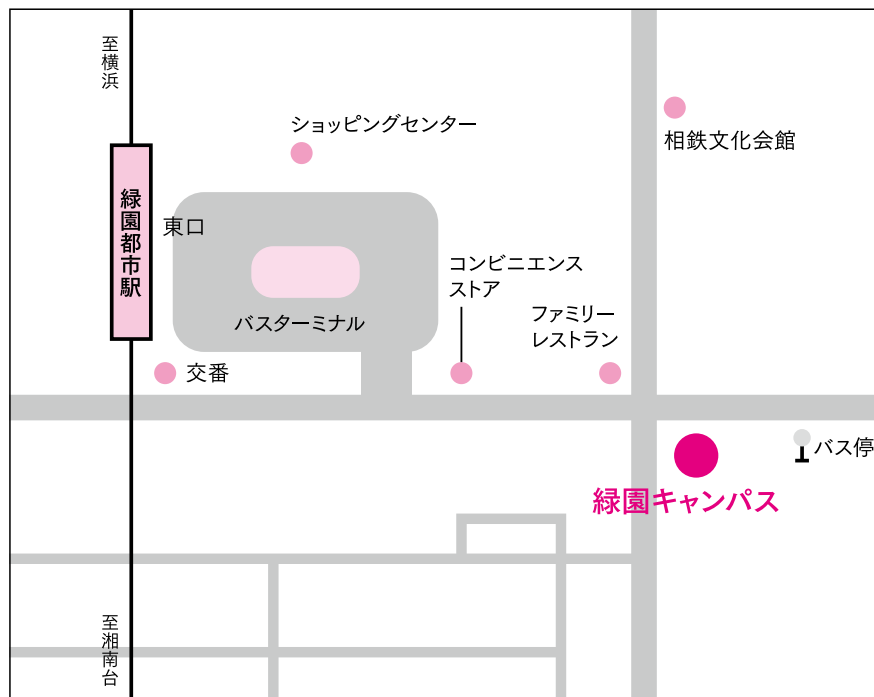 至横浜
ショッピングセンター
相鉄文化会館
緑園都市駅
東口
コンビニエンス
ストア
バスターミナル
ファミリー
レストラン
交番
バス停
緑園キャンパス
至湘南台